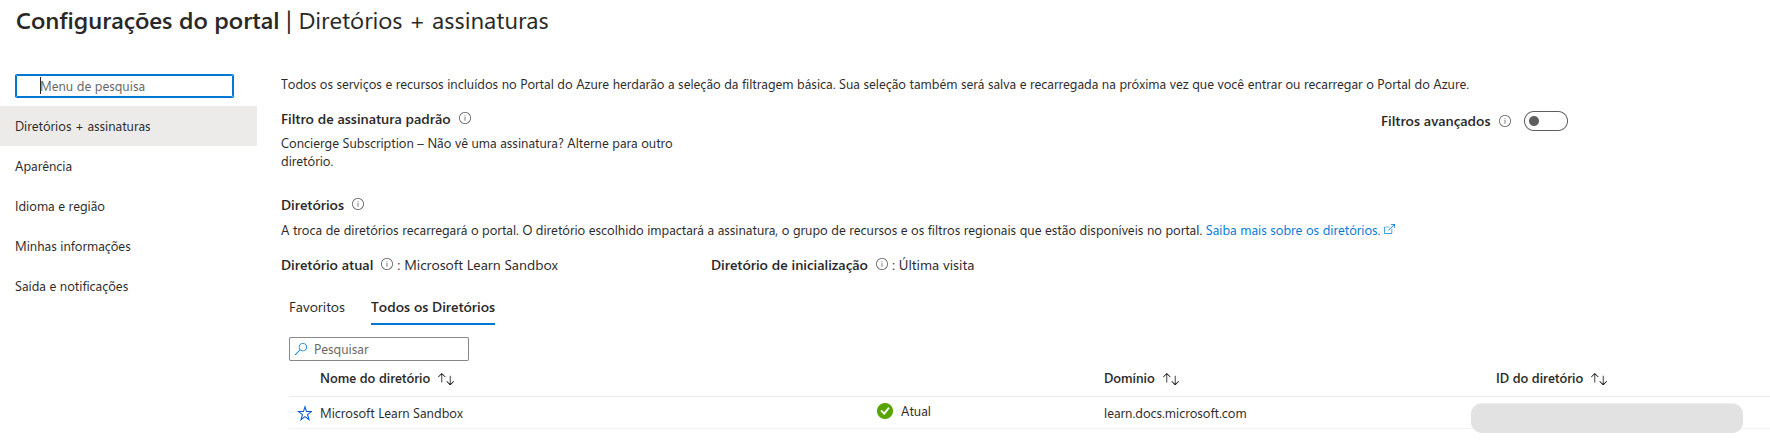 Configurações do portal | Diretórios + assinaturas
Menu de pesquisa
Diretórios + assinaturas
Aparência
Idioma e região
Minhas informações
Saída e notificações
Todos os serviços e recursos incluídos no Portal do Azure herdarão a seleção da filtragem básica. Sua seleção também será salva e recarregada na próxima vez que você entrar ou recarregar o Portal do Azure.
Filtro de assinatura padrão
Filtros avançados
Concierge Subscription – Não vê uma assinatura? Alterne para outro
diretório.
Diretórios
A troca de diretórios recarregará o portal. O diretório escolhido impactará a assinatura, o grupo de recursos e os filtros regionais que estão disponíveis no portal. Saiba mais sobre os diretórios.
Diretório atual : Microsoft Learn Sandbox
Diretório de inicialização : Última visita
Favoritos
Todos os Diretórios
Pesquisar
Nome do diretório
Domínio
ID do diretório
Microsoft Learn Sandbox
Atual
learn.docs.microsoft.com